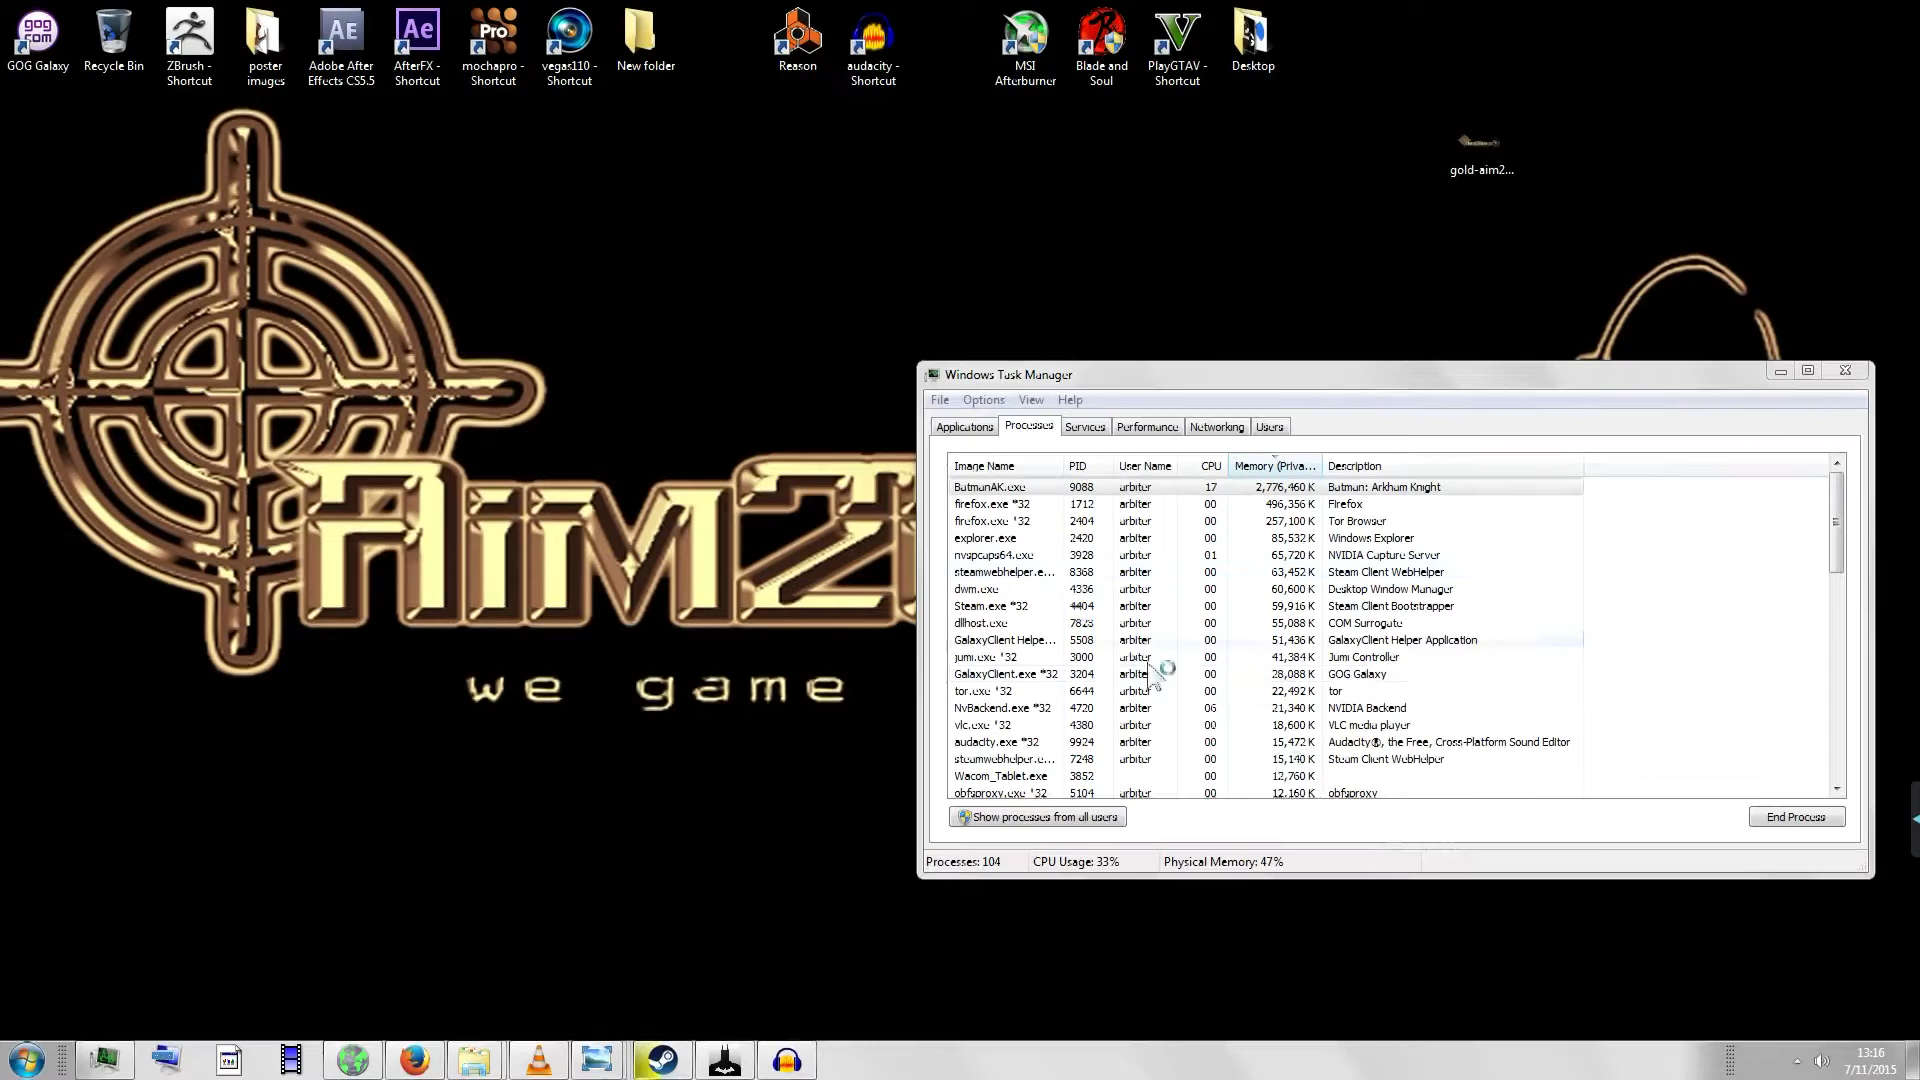 GOG Galaxy
Recycle Bin
ZBrush - Shortcut
poster images
Adobe After Effects CS5.5
AfterFX - Shortcut
mochapro - Shortcut
vegas110 - Shortcut
New folder
Reason
audacity - Shortcut
MSI Afterburner
Blade and Soul
PlayGTAV - Shortcut
Desktop
gold-aim2...
we game
Windows Task Manager
File Options View Help
Applications Processes Services Performance Networking Users
Image Name PID User Name CPU Memory (Priva... Description
BatmanAK.exe 9088 arbiter 17 2,776,460 K Batman: Arkham Knight
firefox.exe *32 1712 arbiter 00 496,356 K Firefox
firefox.exe *32 2404 arbiter 00 257,100 K Tor Browser
explorer.exe 2420 arbiter 00 85,532 K Windows Explorer
nvspcaps64.exe 3928 arbiter 01 65,720 K NVIDIA Capture Server
steamwebhelper.e... 8368 arbiter 00 63,452 K Steam Client WebHelper
dwm.exe 4336 arbiter 00 60,600 K Desktop Window Manager
Steam.exe *32 4404 arbiter 00 59,916 K Steam Client Bootstrapper
dllhost.exe 7828 arbiter 00 55,088 K COM Surrogate
GalaxyClient Helpe... 5508 arbiter 00 51,436 K GalaxyClient Helper Application
jumi.exe *32 3000 arbiter 00 41,384 K Jumi Controller
GalaxyClient.exe *32 3204 arbiter 00 28,088 K GOG Galaxy
tor.exe *32 6644 arbiter 00 22,492 K tor
NvBackend.exe *32 4720 arbiter 06 21,340 K NVIDIA Backend
vlc.exe *32 4380 arbiter 00 18,600 K VLC media player
audacity.exe *32 9924 arbiter 00 15,472 K Audacity®, the Free, Cross-Platform Sound Editor
steamwebhelper.e... 7248 arbiter 00 15,140 K Steam Client WebHelper
Wacom_Tablet.exe 3852 00 12,760 K
obfsproxy.exe *32 5104 arbiter 00 12,160 K obfsproxy
Show processes from all users
End Process
Processes: 104 CPU Usage: 33% Physical Memory: 47%
13:16
7/11/2015